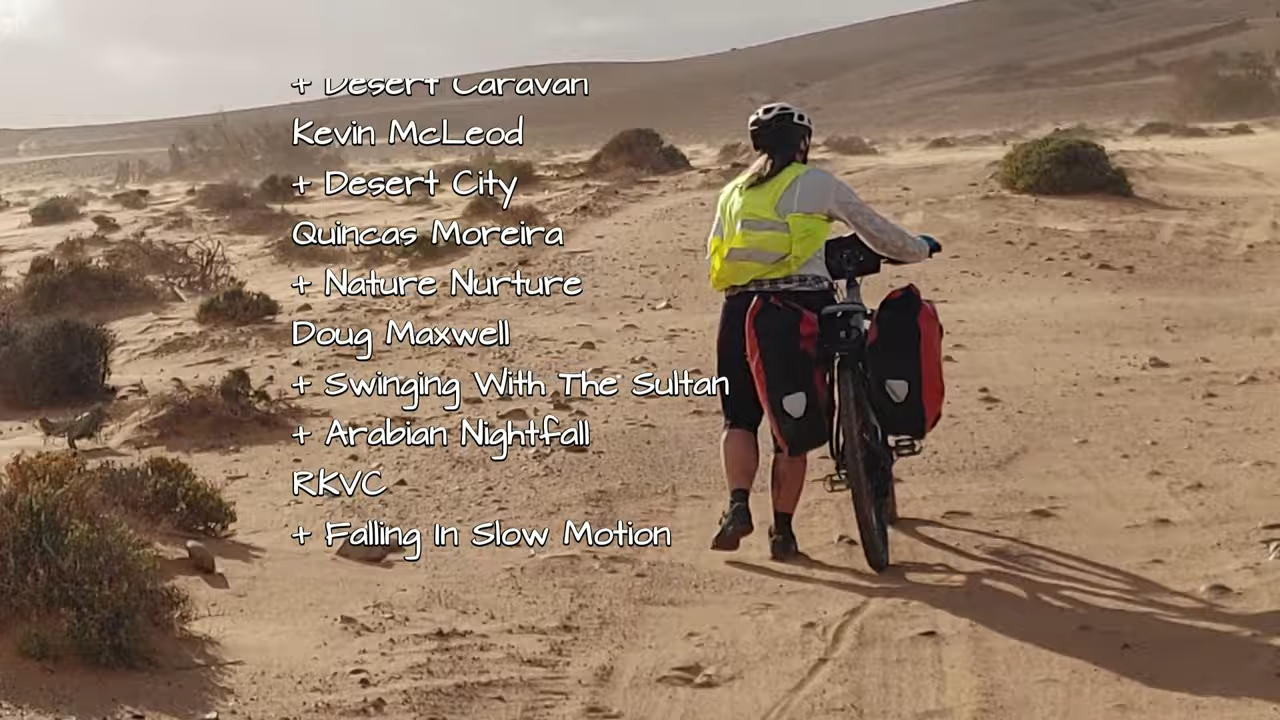 + Desert Caravan
Kevin McLeod
+ Desert City
Quincas Moreira
+ Nature Nurture
Doug Maxwell
+ Swinging With The Sultan
+ Arabian Nightfall
RKVC
+ Falling In Slow Motion